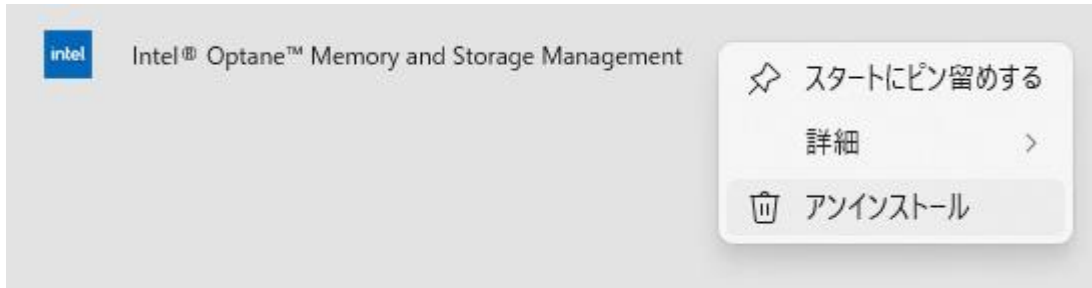 intel
Intel® Optane™ Memory and Storage Management
スタートにピン留めする
詳細
アンインストール